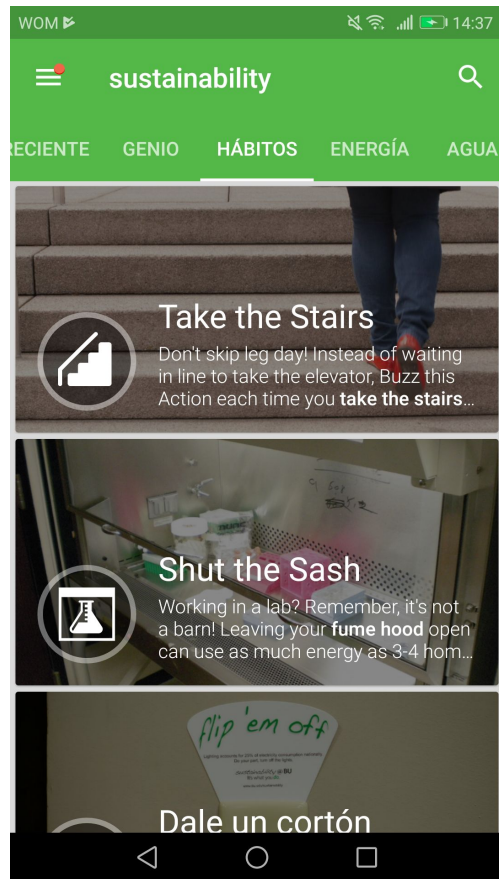 WOM
14:37
sustainability
RECIENTE GENIO HÁBITOS ENERGÍA AGUA
Take the Stairs
Don't skip leg day! Instead of waiting
in line to take the elevator, Buzz this
Action each time you take the stairs...
Shut the Sash
Working in a lab? Remember, it's not
a barn! Leaving your fume hood open
can use as much energy as 3-4 hom...
flip 'em off
Dale un cortón